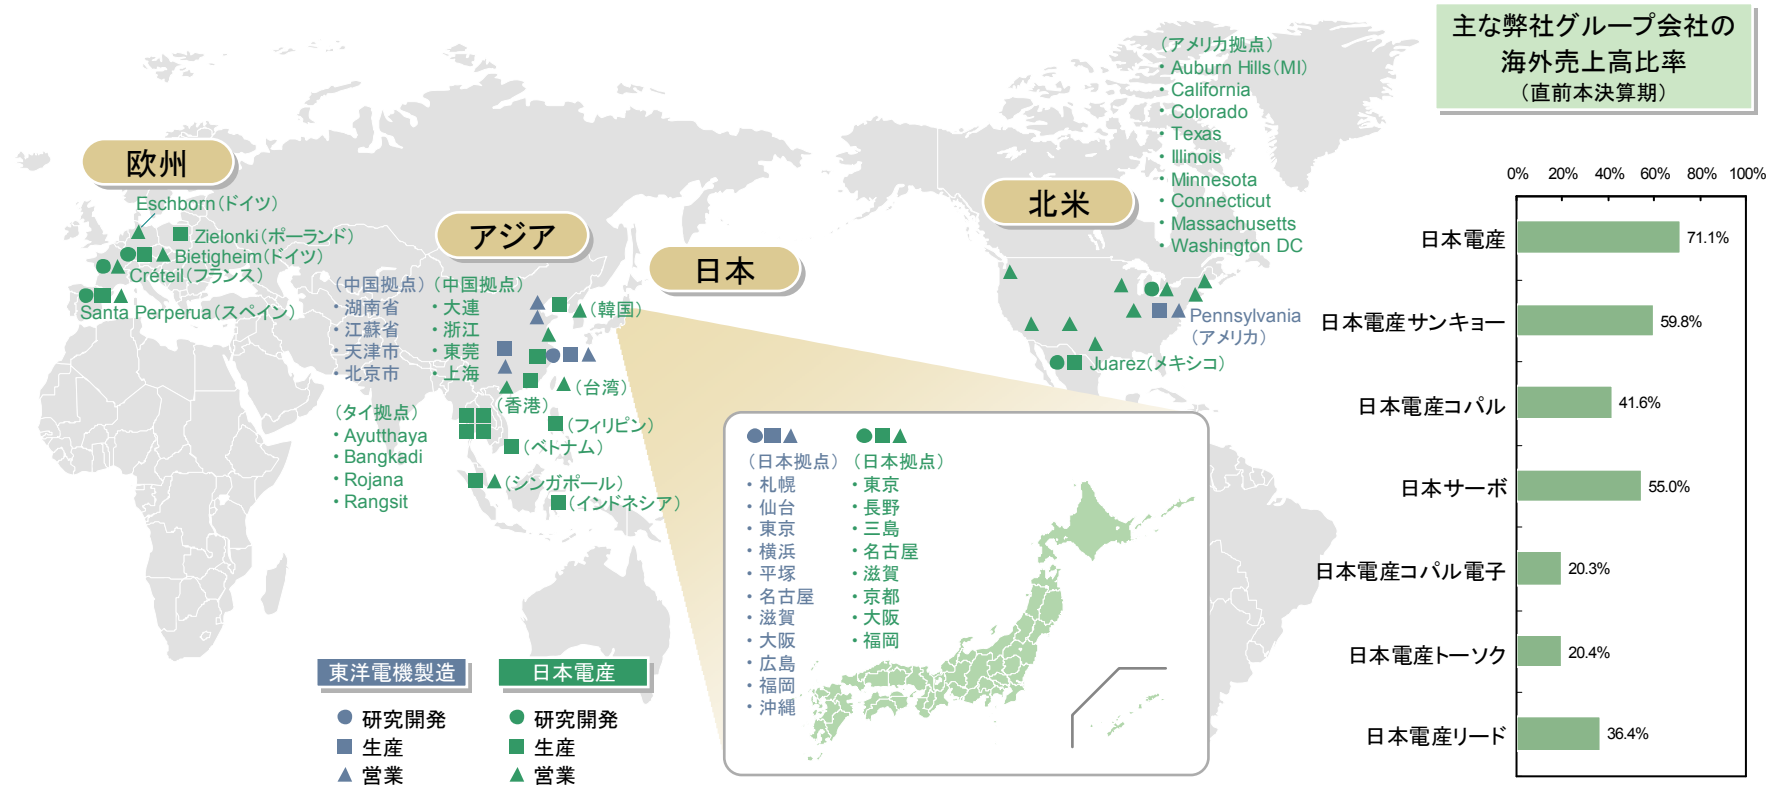 主な弊社グループ会社の
海外売上高比率
（直前本決算期）
欧州
Eschborn（ドイツ）
Zielonki（ポーランド）
Bietigheim（ドイツ）
Créteil（フランス）
Santa Perperua（スペイン）
アジア
（中国拠点）
・湖南省
・江蘇省
・天津市
・北京市
（中国拠点）
・大連
・浙江
・東莞
・上海
（韓国）
（台湾）
（香港）
（フィリピン）
（ベトナム）
（シンガポール）
（インドネシア）
（タイ拠点）
・Ayutthaya
・Bangkadi
・Rojana
・Rangsit
日本
（日本拠点）
・札幌
・仙台
・東京
・横浜
・平塚
・名古屋
・滋賀
・大阪
・広島
・福岡
・沖縄
（日本拠点）
・東京
・長野
・三島
・名古屋
・滋賀
・京都
・大阪
・福岡
北米
（アメリカ拠点）
・Auburn Hills（MI）
・California
・Colorado
・Texas
・Illinois
・Minnesota
・Connecticut
・Massachusetts
・Washington DC
Pennsylvania
（アメリカ）
Juarez（メキシコ）
東洋電機製造
研究開発
生産
営業
日本電産
研究開発
生産
営業
0% 20% 40% 60% 80% 100%
日本電産 71.1%
日本電産サンキョー 59.8%
日本電産コパル 41.6%
日本サーボ 55.0%
日本電産コパル電子 20.3%
日本電産トーソク 20.4%
日本電産リード 36.4%